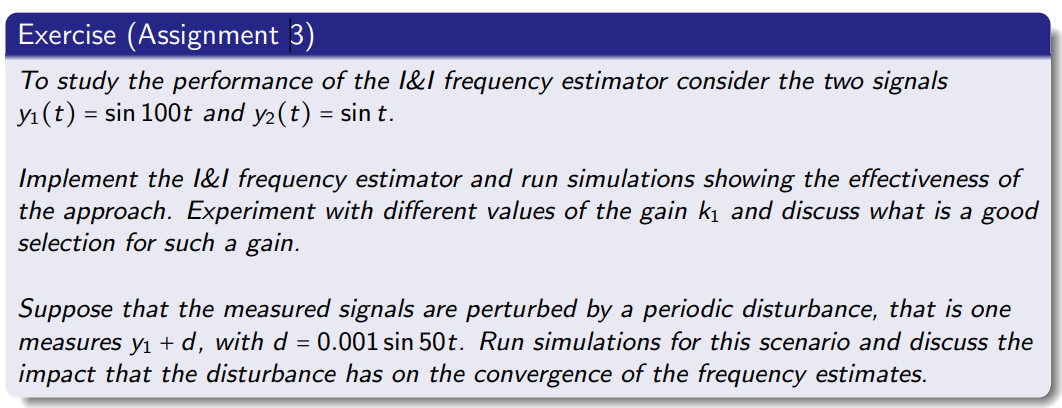 Exercise (Assignment 3)
To study the performance of the I&I frequency estimator consider the two signals
y₁(t) = sin 100t and y₂(t) = sin t.
Implement the I&I frequency estimator and run simulations showing the effectiveness of
the approach. Experiment with different values of the gain k₁ and discuss what is a good
selection for such a gain.
Suppose that the measured signals are perturbed by a periodic disturbance, that is one
measures y₁ + d, with d = 0.001 sin 50t. Run simulations for this scenario and discuss the
impact that the disturbance has on the convergence of the frequency estimates.